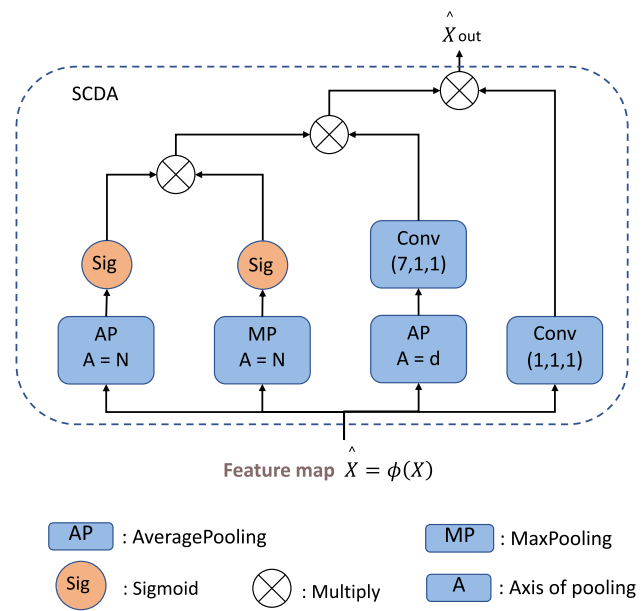 ^
X out
SCDA
Sig
Sig
Conv
(7,1,1)
AP
A = N
MP
A = N
AP
A = d
Conv
(1,1,1)
Feature map X̂ = ϕ(X)
AP : AveragePooling
MP : MaxPooling
Sig : Sigmoid
: Multiply
A : Axis of pooling